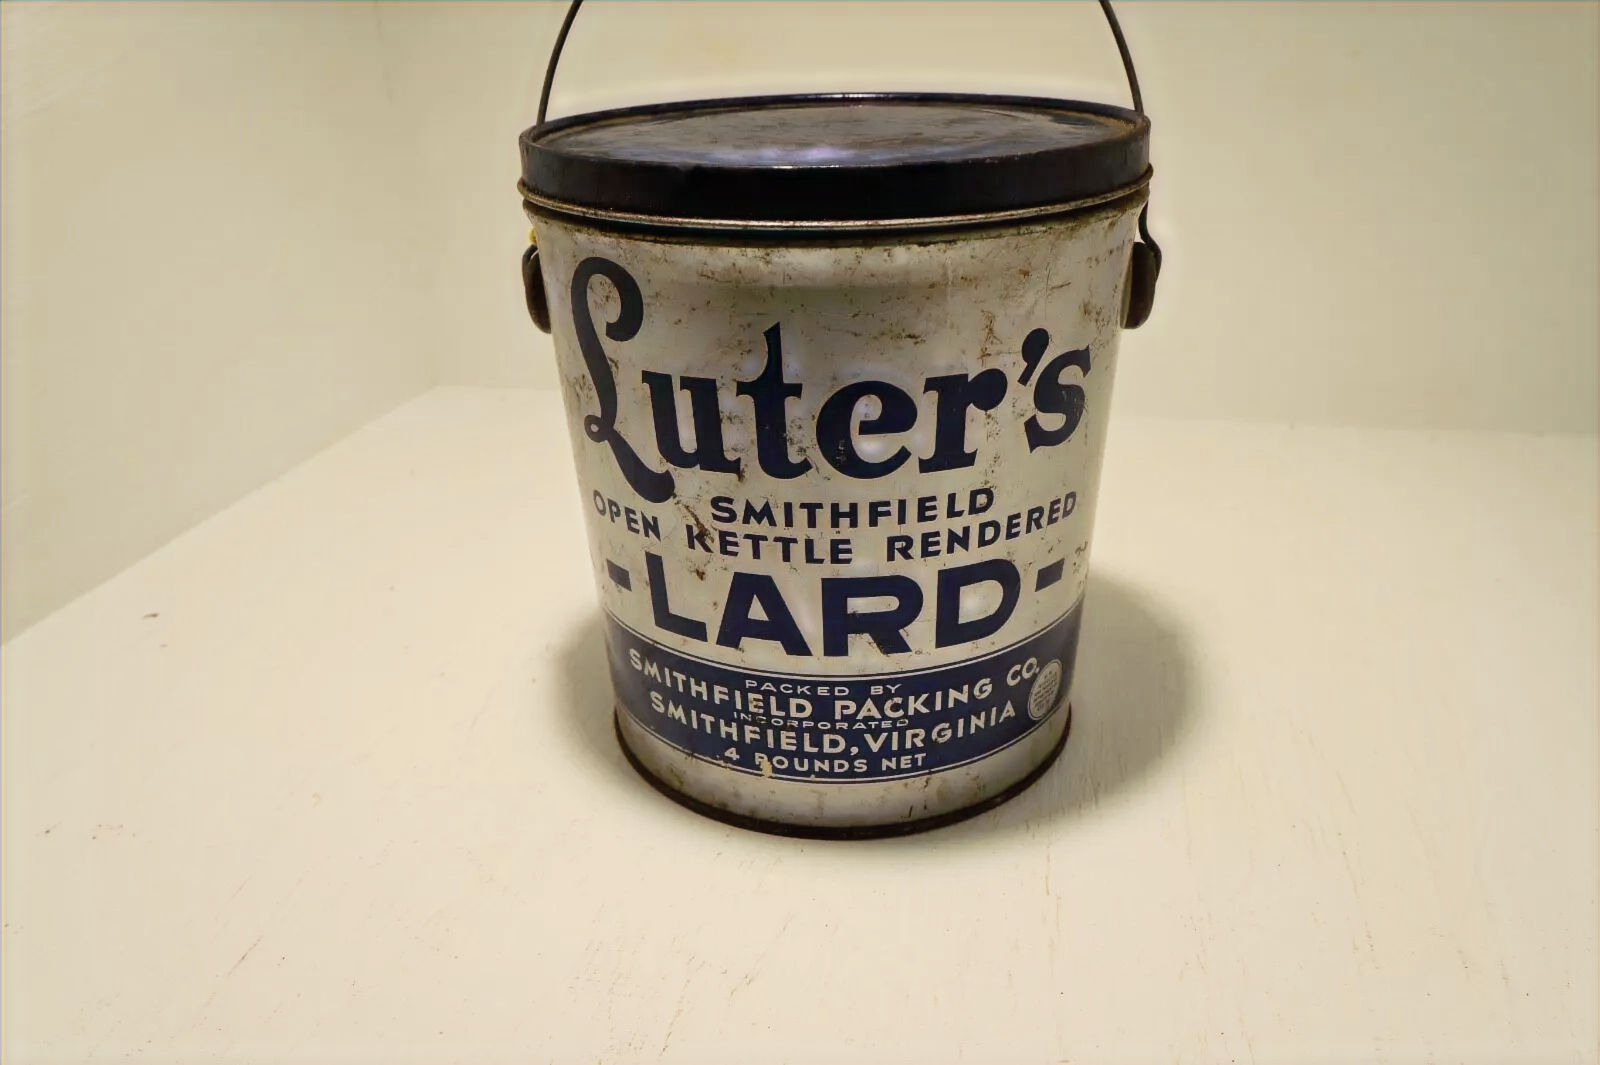 Luter's
SMITHFIELD
OPEN KETTLE RENDERED
-LARD-
PACKED BY
SMITHFIELD PACKING CO.
INCORPORATED
SMITHFIELD, VIRGINIA
4 POUNDS NET